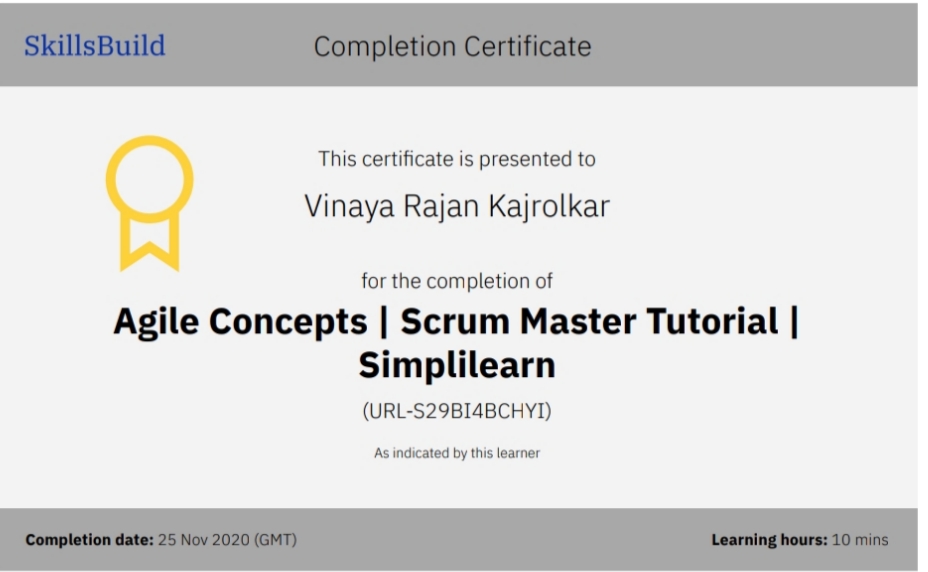 SkillsBuild
Completion Certificate
This certificate is presented to
Vinaya Rajan Kajrolkar
for the completion of
Agile Concepts | Scrum Master Tutorial |
Simplilearn
(URL-S29BI4BCHYI)
As indicated by this learner
Completion date: 25 Nov 2020 (GMT)
Learning hours: 10 mins